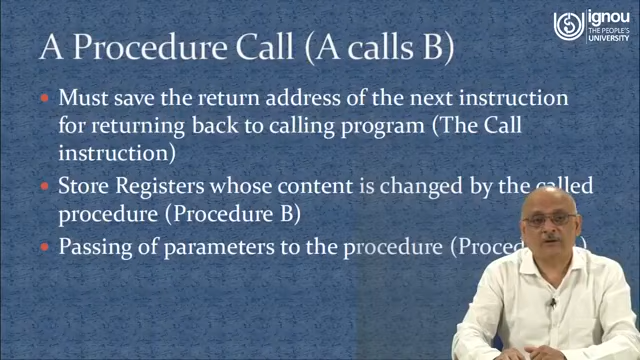 ignou
THE PEOPLE'S
UNIVERSITY
A Procedure Call (A calls B)
• Must save the return address of the next instruction
for returning back to calling program (The Call
instruction)
• Store Registers whose content is changed by the called
procedure (Procedure B)
• Passing of parameters to the procedure